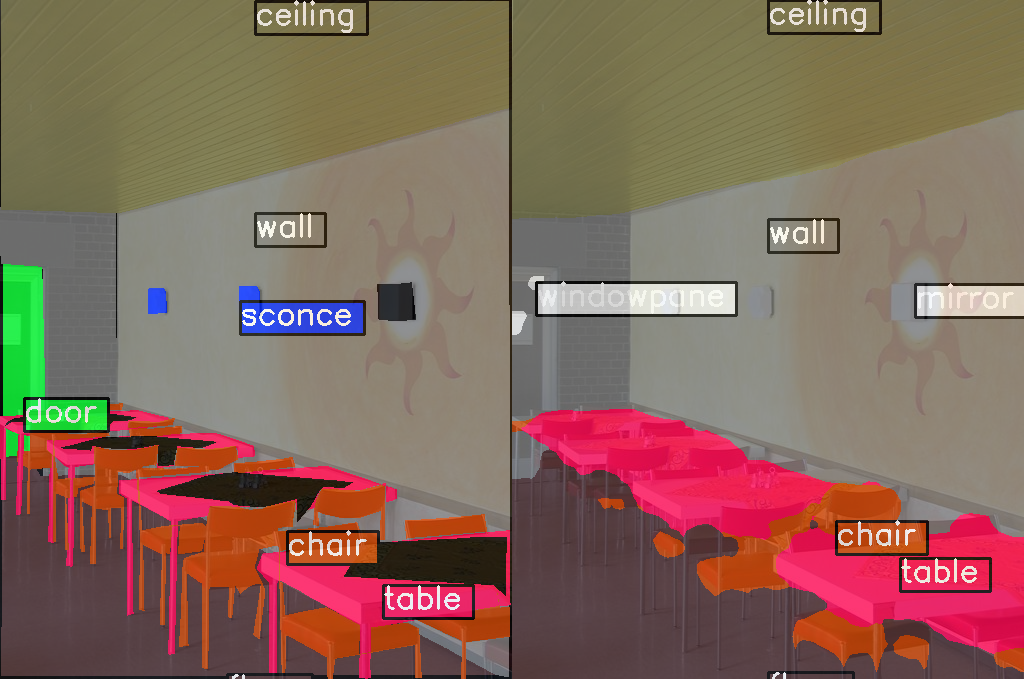 ceiling
wall
sconce
door
chair
table
ceiling
wall
windowpane
mirror
chair
table